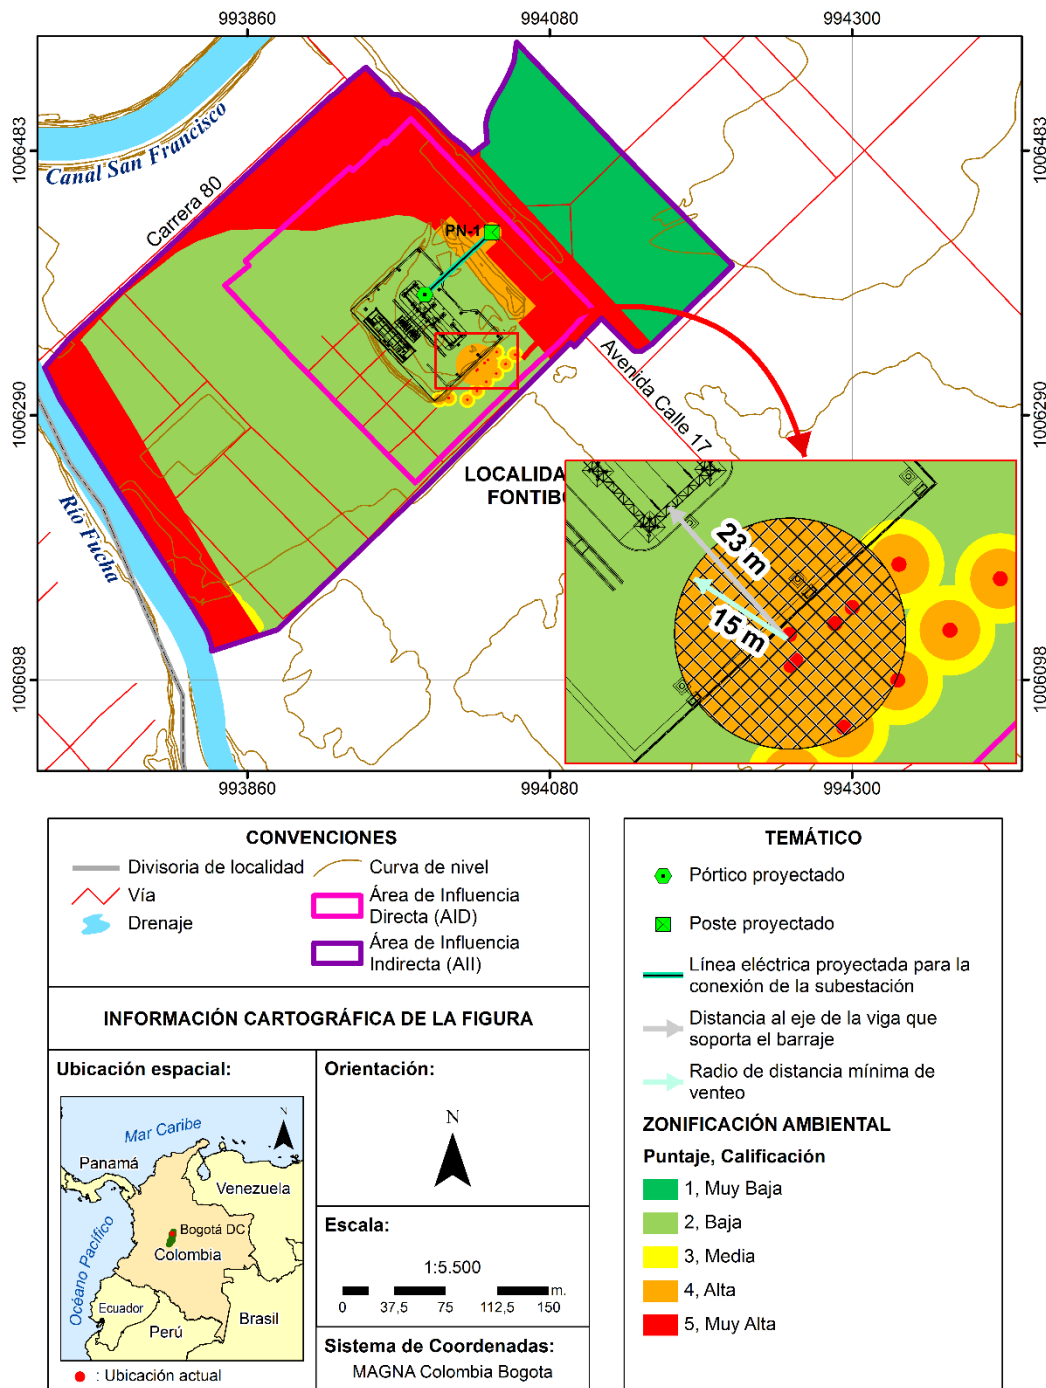 993860
994080
994300
1006483
1006483
Canal San Francisco
Carrera 80
PN-1
1006290
1006290
Avenida Calle 17
LOCALIDA
FONTIB
Río Fucha
23 m
15 m
1006098
1006098
993860
994080
994300
CONVENCIONES
Divisoria de localidad
Vía
Drenaje
Curva de nivel
Área de Influencia
Directa (AID)
Área de Influencia
Indirecta (AII)
INFORMACIÓN CARTOGRÁFICA DE LA FIGURA
Ubicación espacial:
N
Mar Caribe
Panamá
Venezuela
Océano Pacífico
Bogotá DC
Colombia
Ecuador
Perú
Brasil
: Ubicación actual
Orientación:
N
Escala:
1:5.500
m.
0 37,5 75 112,5 150
Sistema de Coordenadas:
MAGNA Colombia Bogota
TEMÁTICO
Pórtico proyectado
Poste proyectado
Línea eléctrica proyectada para la
conexión de la subestación
Distancia al eje de la viga que
soporta el barraje
Radio de distancia mínima de
venteo
ZONIFICACIÓN AMBIENTAL
Puntaje, Calificación
1, Muy Baja
2, Baja
3, Media
4, Alta
5, Muy Alta